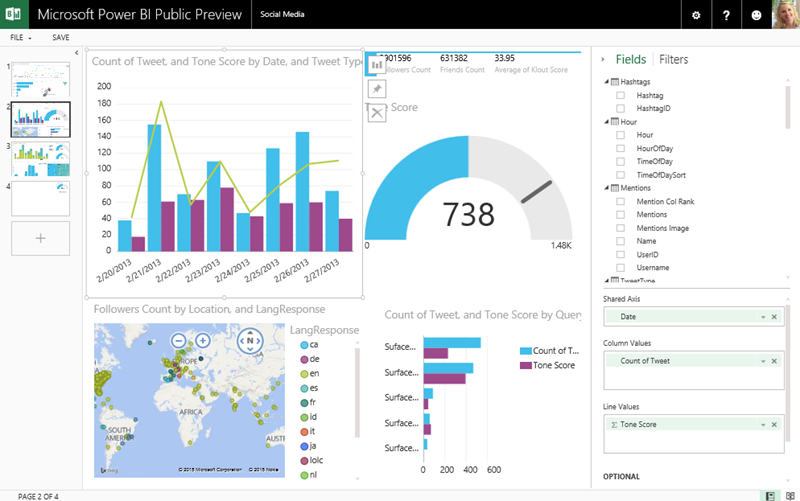 Microsoft Power BI Public Preview
Social Media
?
FILE
SAVE
1
2
3
4
+
Count of Tweet, and Tone Score by Date, and Tweet Type
200
180
160
140
120
100
80
60
40
20
0
2/20/2013
2/21/2013
2/22/2013
2/23/2013
2/24/2013
2/25/2013
2/26/2013
2/27/2013
901596
Followers Count
631382
Friends Count
33.95
Average of Klout Score
Score
738
0
1.48K
Followers Count by Location, and LangResponse
EUROPE
AFRICA
SOUTH
AUST
N
bing
© 2015 Microsoft Corporation © 2015 Nokia
LangResponse
ca
de
en
es
fr
id
it
ja
lolc
nl
Count of Tweet, and Tone Score by Query
Suface...
Surface...
Surface...
Surface...
Surface...
0
200
400
600
Count of T...
Tone Score
Fields
Filters
Hashtags
Hashtag
HashtagID
Hour
Hour
HourOfDay
TimeOfDay
TimeOfDaySort
Mentions
Mention Col Rank
Mentions
Mentions Image
Name
UserID
Username
TweetType
Shared Axis
Date
Column Values
Count of Tweet
Line Values
Σ Tone Score
OPTIONAL
PAGE 2 OF 4